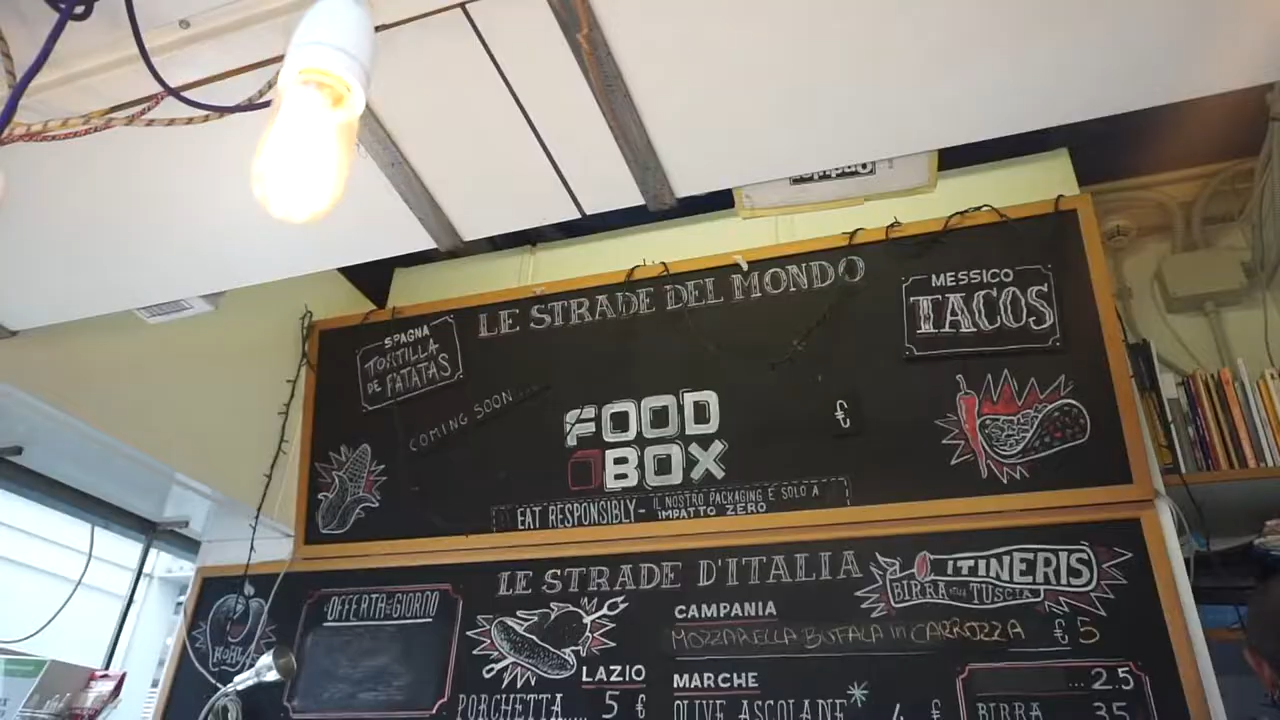 LE STRADE DEL MONDO
SPAGNA
TORTILLA
DE PATATAS
MESSICO
TACOS
COMING SOON...
FOOD
BOX
€
EAT RESPONSIBLY- IL NOSTRO PACKAGING È SOLO A
IMPATTO ZERO
LE STRADE D'ITALIA
ITINERIS
BIRRA DELLA TUSCIA
OFFERTA DEL GIORNO
CAMPANIA
MOZZARELLA BUFALA in CARROZZA € 5
LAZIO
PORCHETTA.... 5 €
MARCHE
OLIVE ASCOLANE* 4 €
... 2.5
BIRRA 3.5